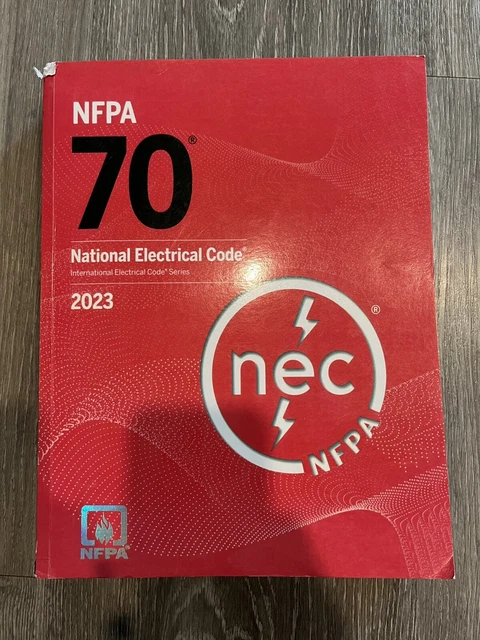 NFPA
70®
National Electrical Code®
International Electrical Code® Series
2023
nec
®
NFPA
NFPA®